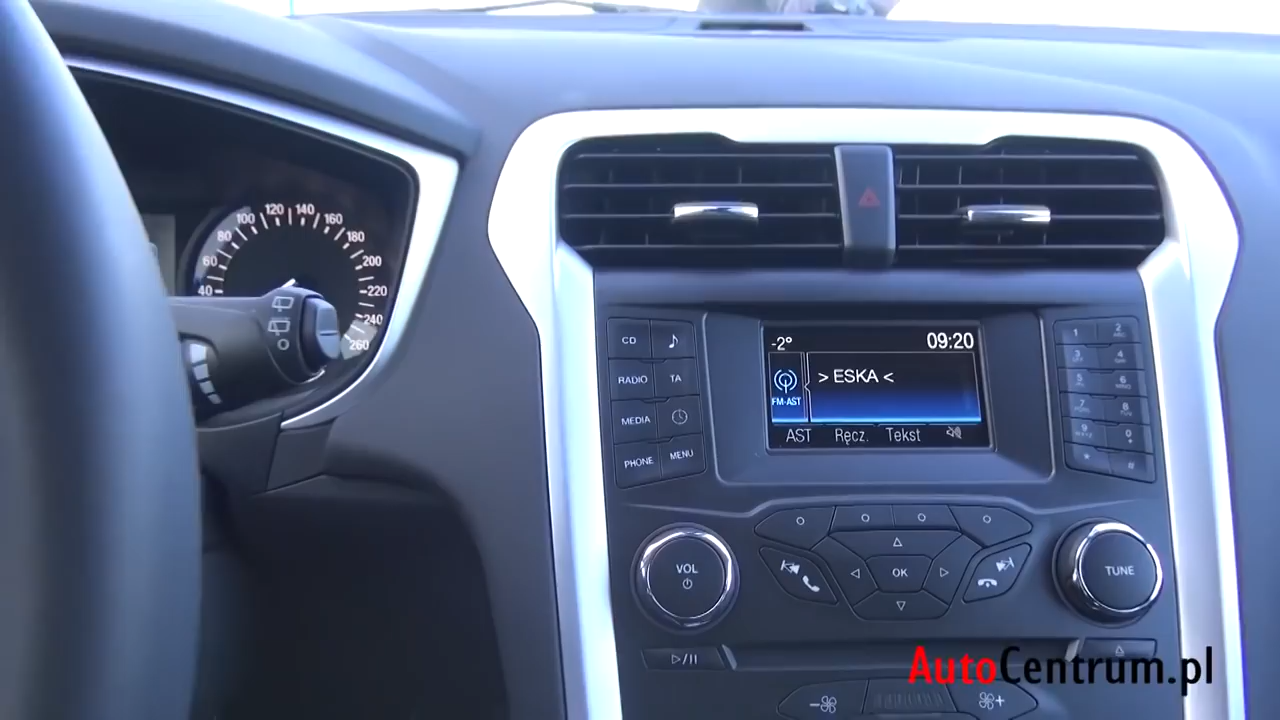 120 140
100 160
80 180
60 200
40 220
240
260
-2° 09:20
> ESKA <
FM-AST
AST Ręcz. Tekst
CD
RADIO TA
MEDIA
PHONE MENU
1 2 ABC
3 4
5 6
7 8
9 0
* #
VOL
OK
TUNE
AutoCentrum.pl